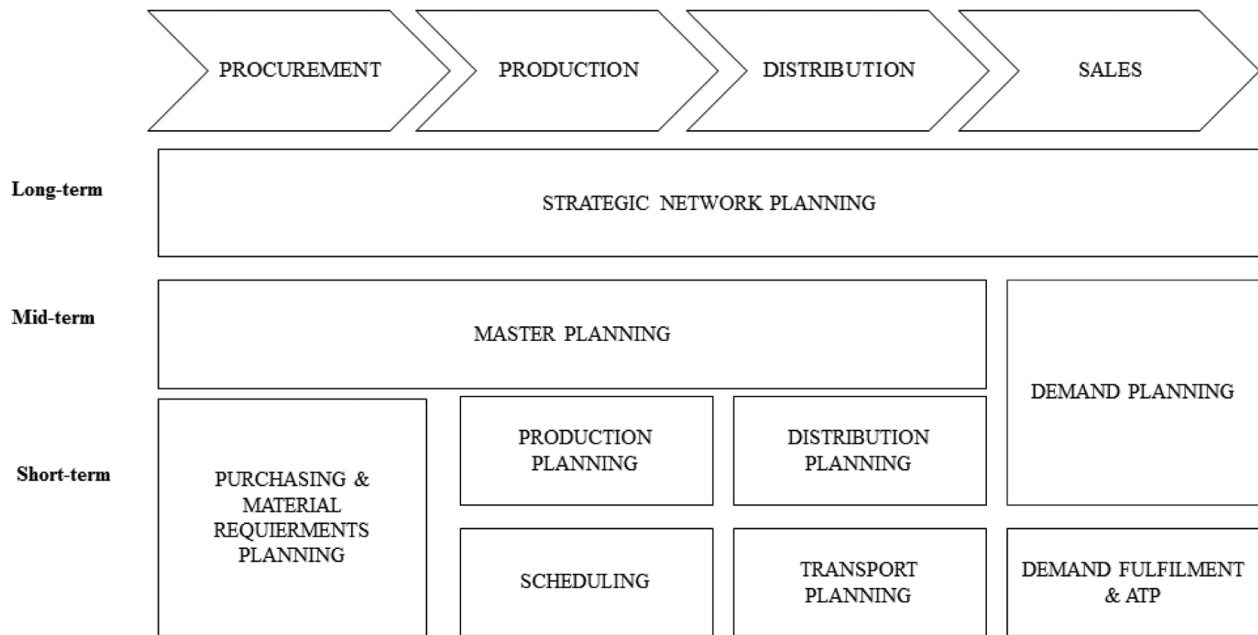 PROCUREMENT
PRODUCTION
DISTRIBUTION
SALES
Long-term
STRATEGIC NETWORK PLANNING
Mid-term
MASTER PLANNING
DEMAND PLANNING
Short-term
PURCHASING &
MATERIAL
REQUIERMENTS
PLANNING
PRODUCTION
PLANNING
DISTRIBUTION
PLANNING
SCHEDULING
TRANSPORT
PLANNING
DEMAND FULFILMENT
& ATP